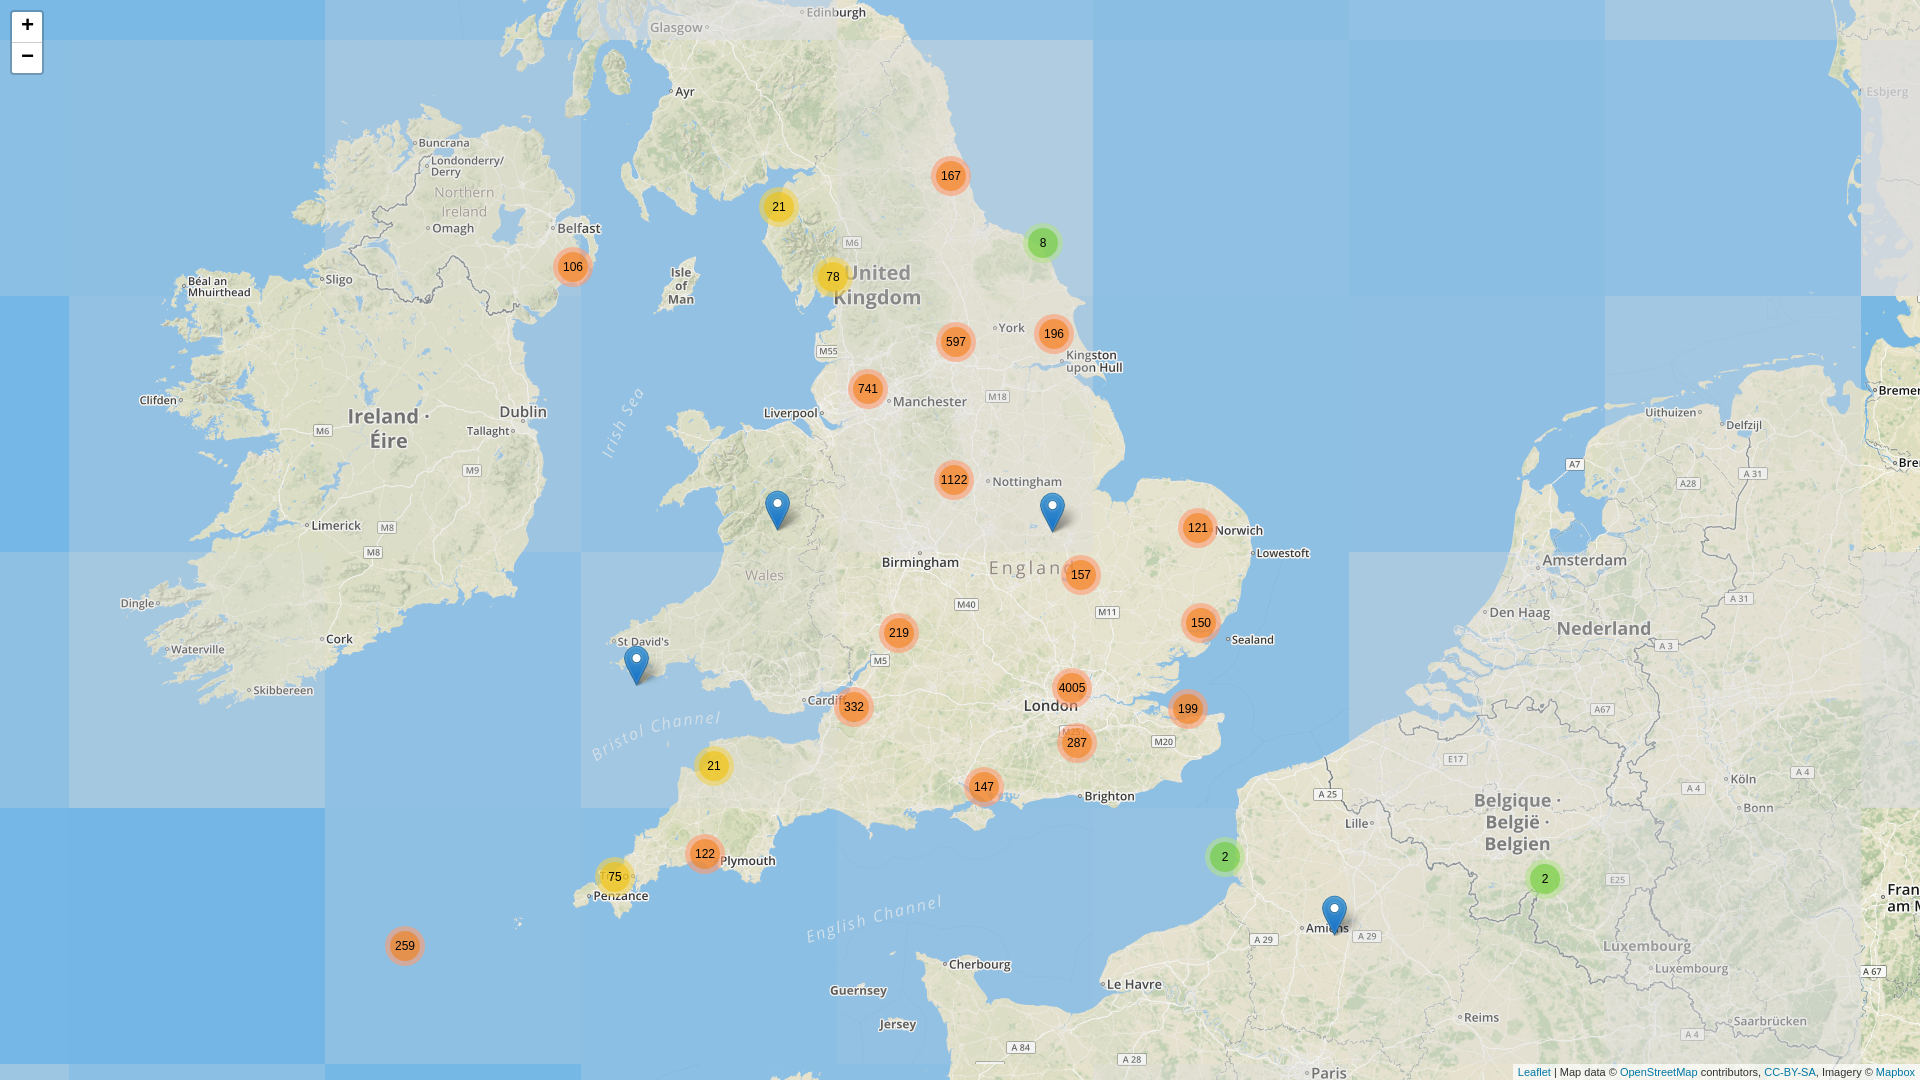 +
−
Edinburgh
Glasgow
Ayr
Esbjerg
Buncrana
Londonderry/
Derry
Northern
Ireland
Omagh
Belfast
167
21
8
M6
106
78
United
Kingdom
Isle
of
Man
Sligo
Béal an
Mhuirthead
York
196
597
M55
Kingston
upon Hull
741
Manchester
M18
Liverpool
Clifden
Dublin
Ireland ·
Éire
Tallaght
M6
M9
Irish Sea
Uithuizen
Delfzijl
Bremer
Bre
A7
A 31
A28
1122
Nottingham
Limerick
M8
M8
121
Norwich
Lowestoft
Birmingham
England
157
Wales
Amsterdam
Dingle
M40
M11
A 31
Den Haag
Nederland
219
150
Sealand
Cork
St David's
Waterville
M5
A 3
Skibbereen
4005
London
Cardiff
332
199
A67
Bristol Channel
287
M20
E17
21
147
Brighton
A 25
A 4
Köln
A 4
Bonn
Belgique ·
België ·
Belgien
Lille
122
Plymouth
2
75
Penzance
2
E25
Fran
am M
English Channel
Amiens
A 29
A 29
259
Luxembourg
Luxembourg
A 67
Cherbourg
Guernsey
Le Havre
Jersey
Reims
Saarbrücken
A 84
A 28
A 4
Paris
Leaflet | Map data © OpenStreetMap contributors, CC-BY-SA, Imagery © Mapbox